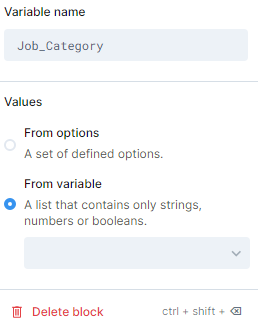 Variable name
Job_Category
Values
From options
A set of defined options.
From variable
A list that contains only strings,
numbers or booleans.
Delete block ctrl + shift + ⌫